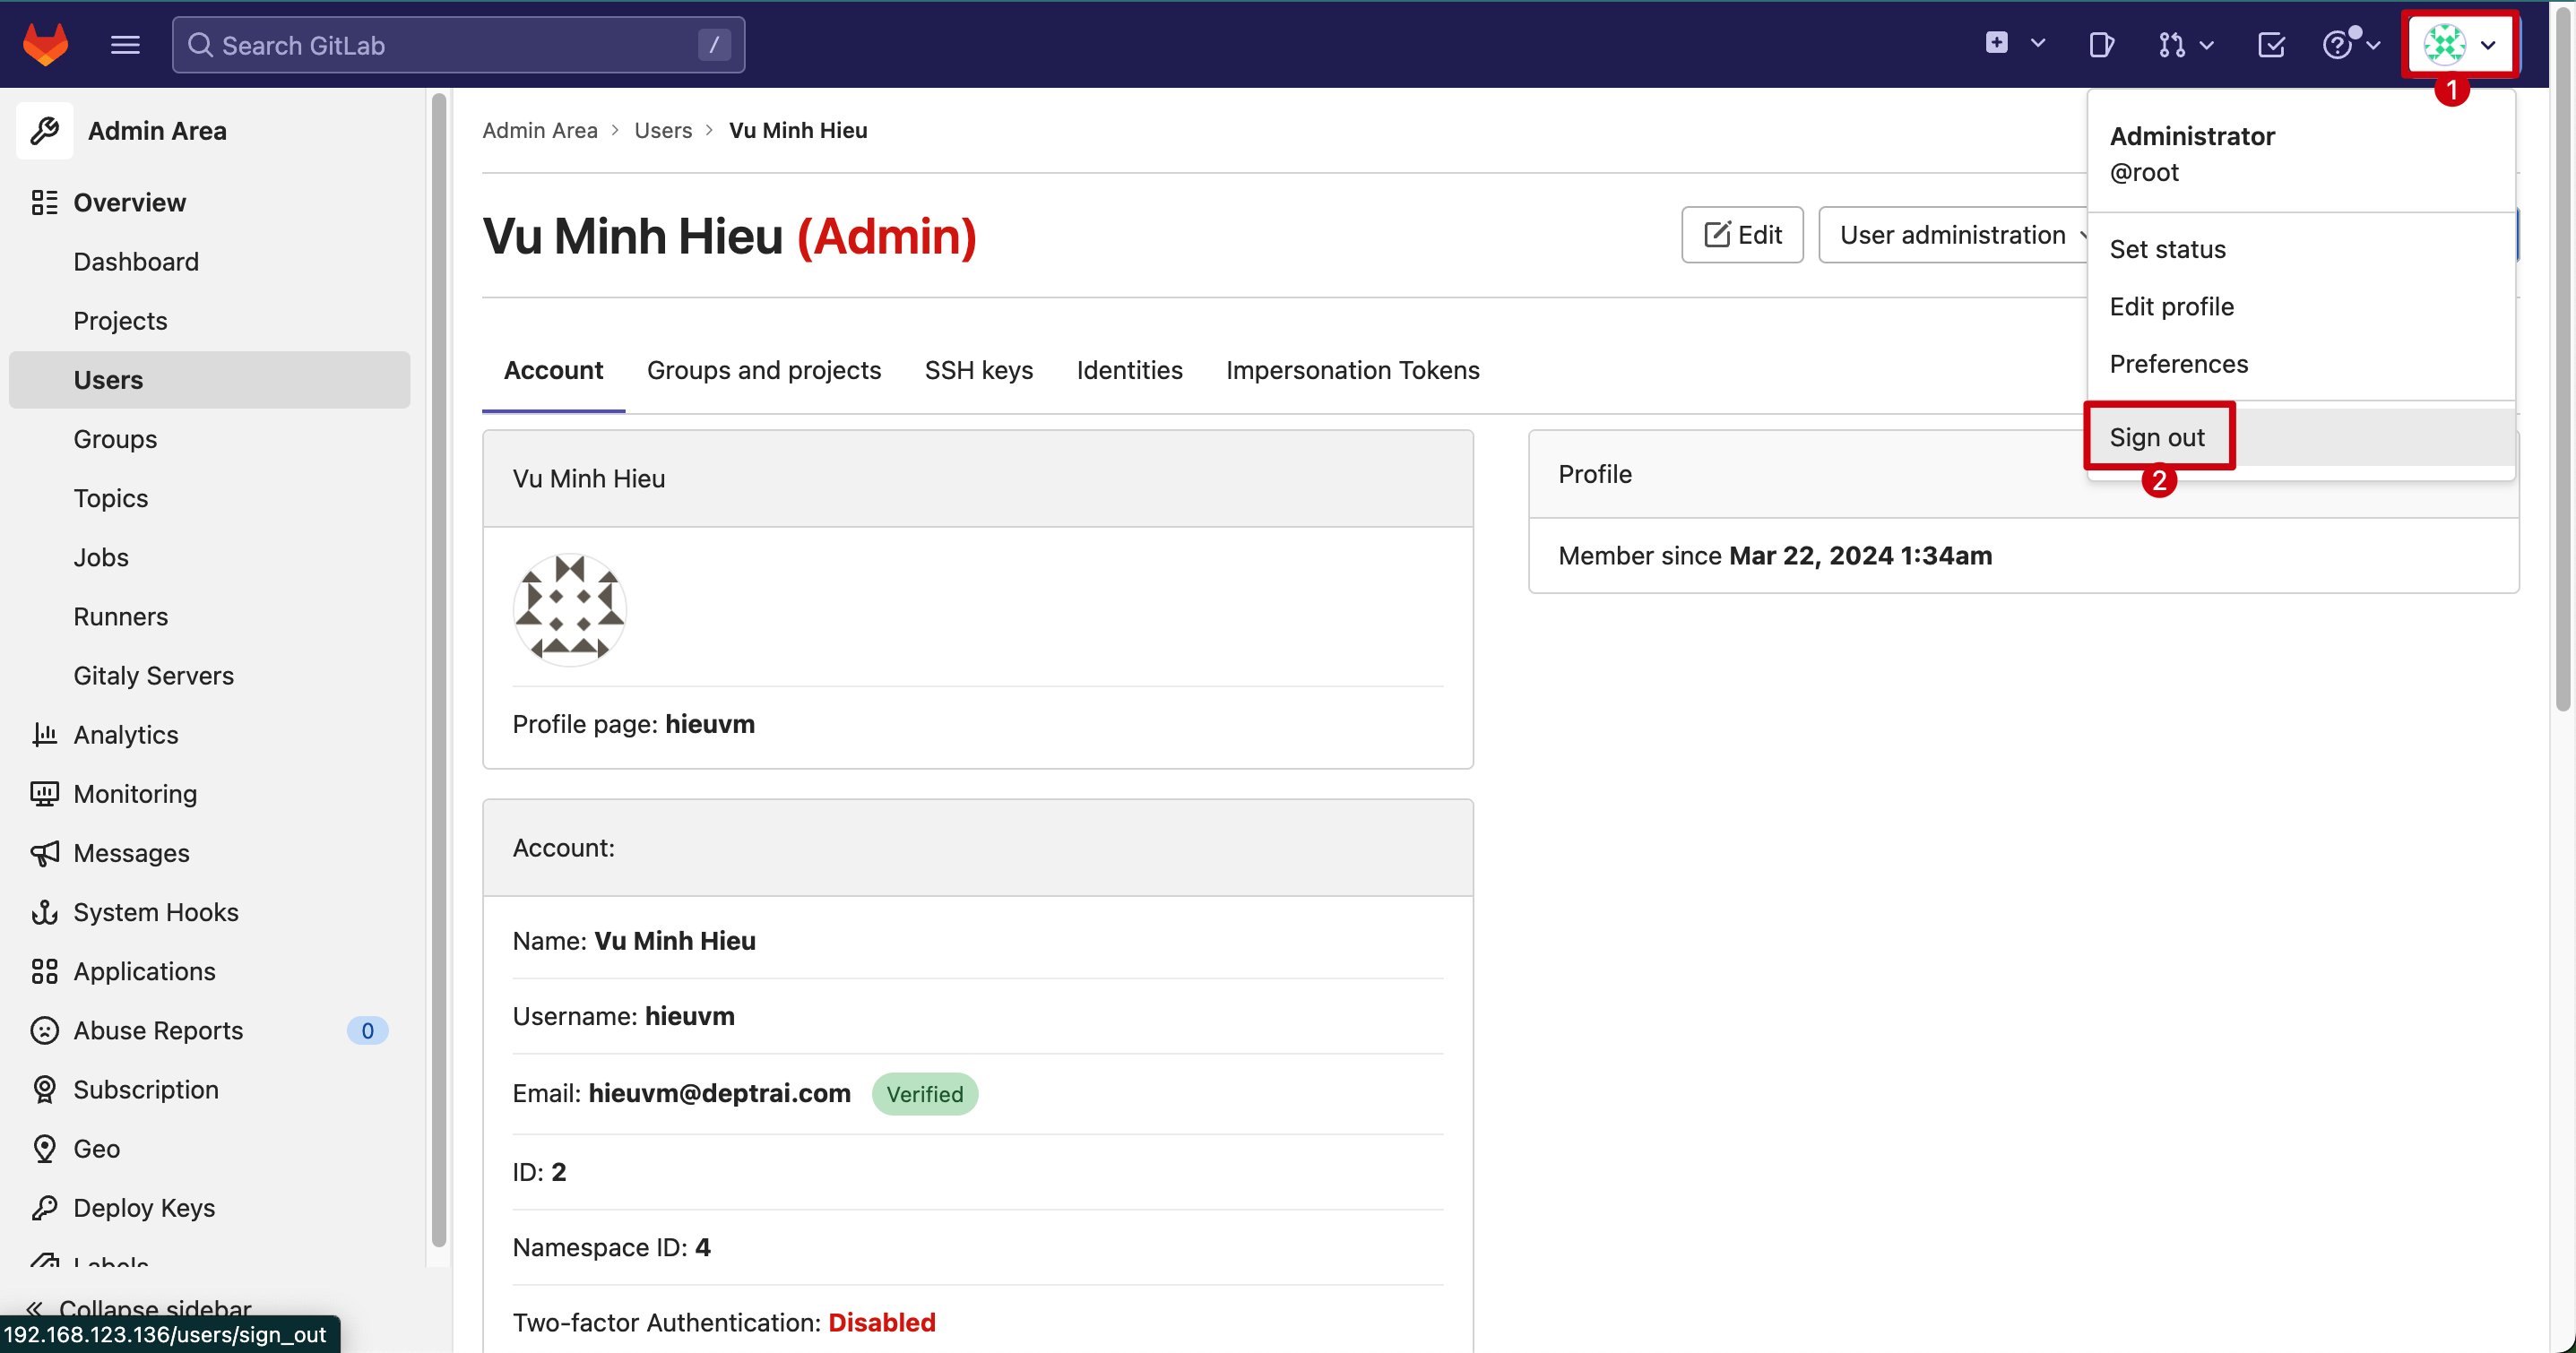 Search GitLab
/
1
Admin Area
Overview
Dashboard
Projects
Users
Groups
Topics
Jobs
Runners
Gitaly Servers
Analytics
Monitoring
Messages
System Hooks
Applications
Abuse Reports 0
Subscription
Geo
Deploy Keys
Labels
Collapse sidebar
192.168.123.136/users/sign_out
Admin Area > Users > Vu Minh Hieu
Vu Minh Hieu (Admin)
Edit
User administration
Administrator
@root
Set status
Edit profile
Preferences
Sign out
2
Account Groups and projects SSH keys Identities Impersonation Tokens
Vu Minh Hieu
Profile page: hieuvm
Account:
Name: Vu Minh Hieu
Username: hieuvm
Email: hieuvm@deptrai.com Verified
ID: 2
Namespace ID: 4
Two-factor Authentication: Disabled
Profile
Member since Mar 22, 2024 1:34am